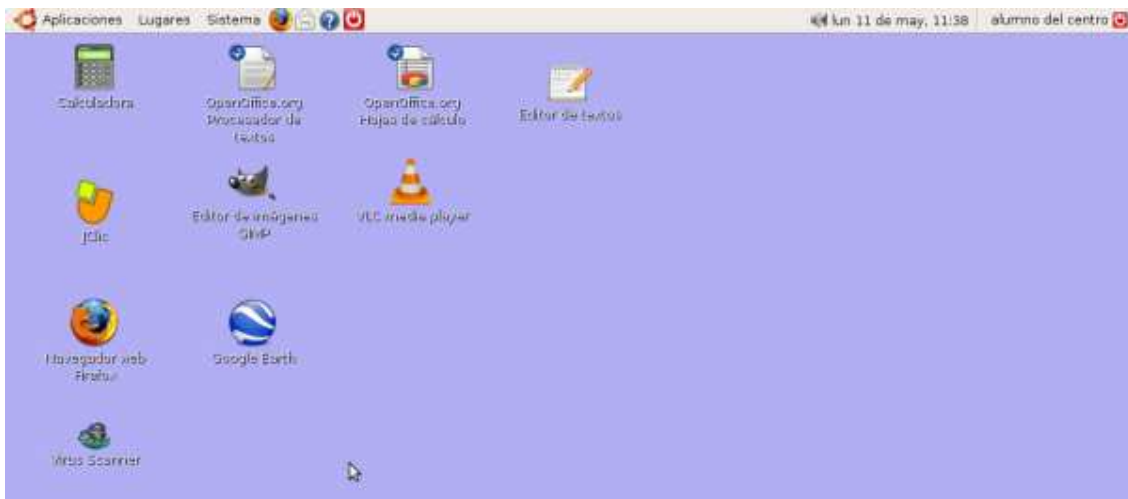 Aplicaciones Lugares Sistema
lun 11 de may, 11:38 alumno del centro
Calculadora
OpenOffice.org
Procesador de
textos
OpenOffice.org
Hojas de cálculo
Editor de textos
JClic
Editor de imágenes
GIMP
VLC media player
Navegador web
Firefox
Google Earth
Virus Scanner